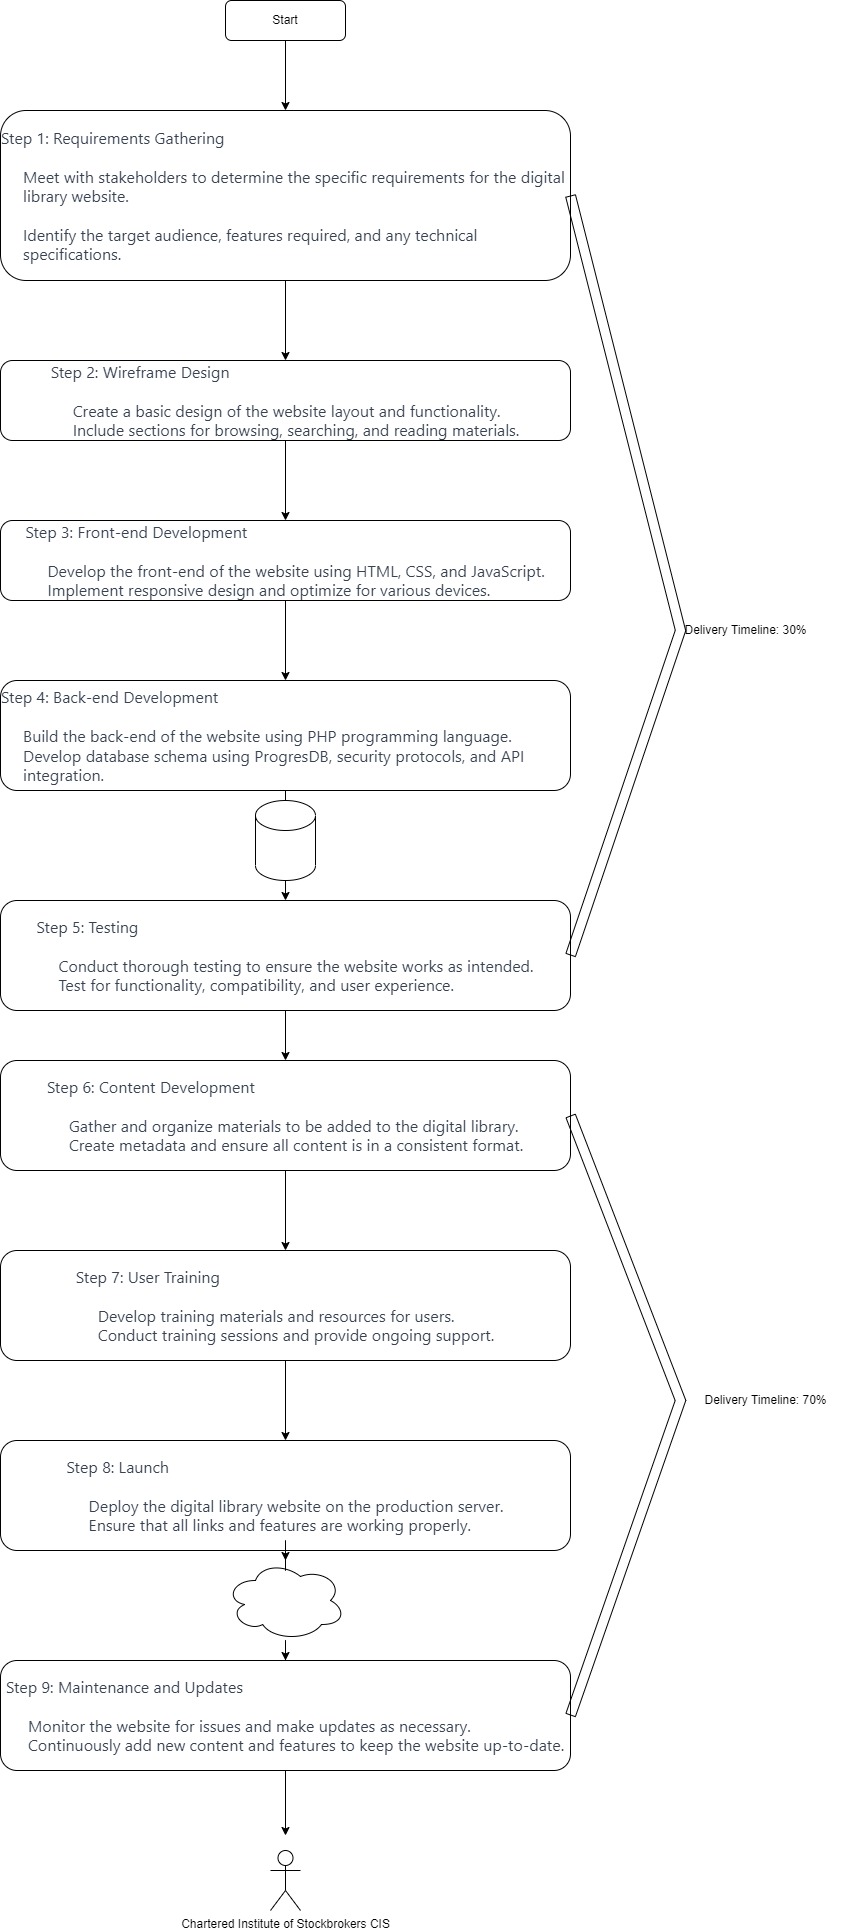 Start
Step 1: Requirements Gathering
Meet with stakeholders to determine the specific requirements for the digital
library website.
Identify the target audience, features required, and any technical
specifications.
Step 2: Wireframe Design
Create a basic design of the website layout and functionality.
Include sections for browsing, searching, and reading materials.
Step 3: Front-end Development
Develop the front-end of the website using HTML, CSS, and JavaScript.
Implement responsive design and optimize for various devices.
Delivery Timeline: 30%
Step 4: Back-end Development
Build the back-end of the website using PHP programming language.
Develop database schema using ProgresDB, security protocols, and API
integration.
Step 5: Testing
Conduct thorough testing to ensure the website works as intended.
Test for functionality, compatibility, and user experience.
Step 6: Content Development
Gather and organize materials to be added to the digital library.
Create metadata and ensure all content is in a consistent format.
Step 7: User Training
Develop training materials and resources for users.
Conduct training sessions and provide ongoing support.
Delivery Timeline: 70%
Step 8: Launch
Deploy the digital library website on the production server.
Ensure that all links and features are working properly.
Step 9: Maintenance and Updates
Monitor the website for issues and make updates as necessary.
Continuously add new content and features to keep the website up-to-date.
Chartered Institute of Stockbrokers CIS